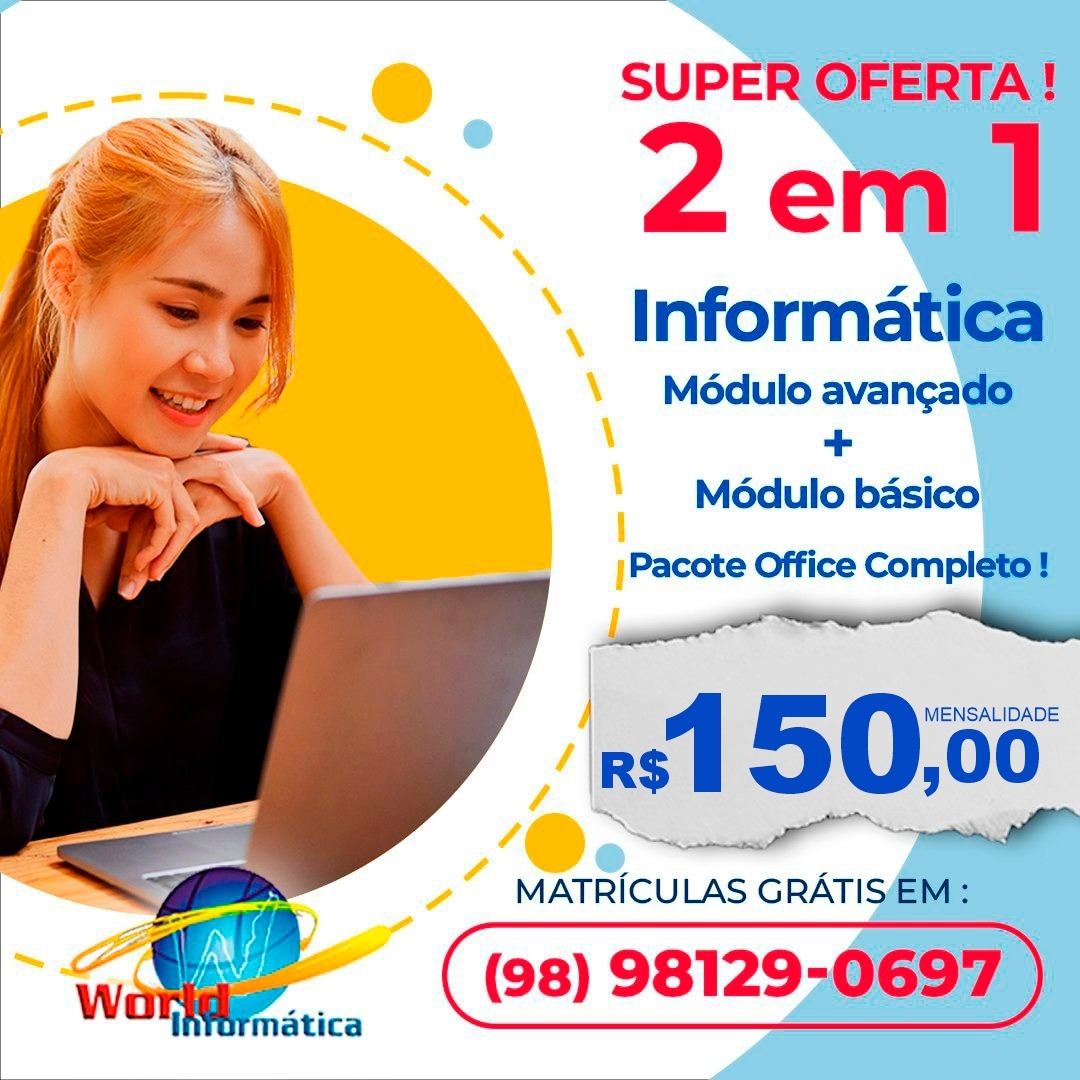 SUPER OFERTA !
2 em 1
Informática
Módulo avançado
+
Módulo básico
Pacote Office Completo !
R$150,00
MENSALIDADE
MATRÍCULAS GRÁTIS EM :
(98) 98129-0697
World
Informática